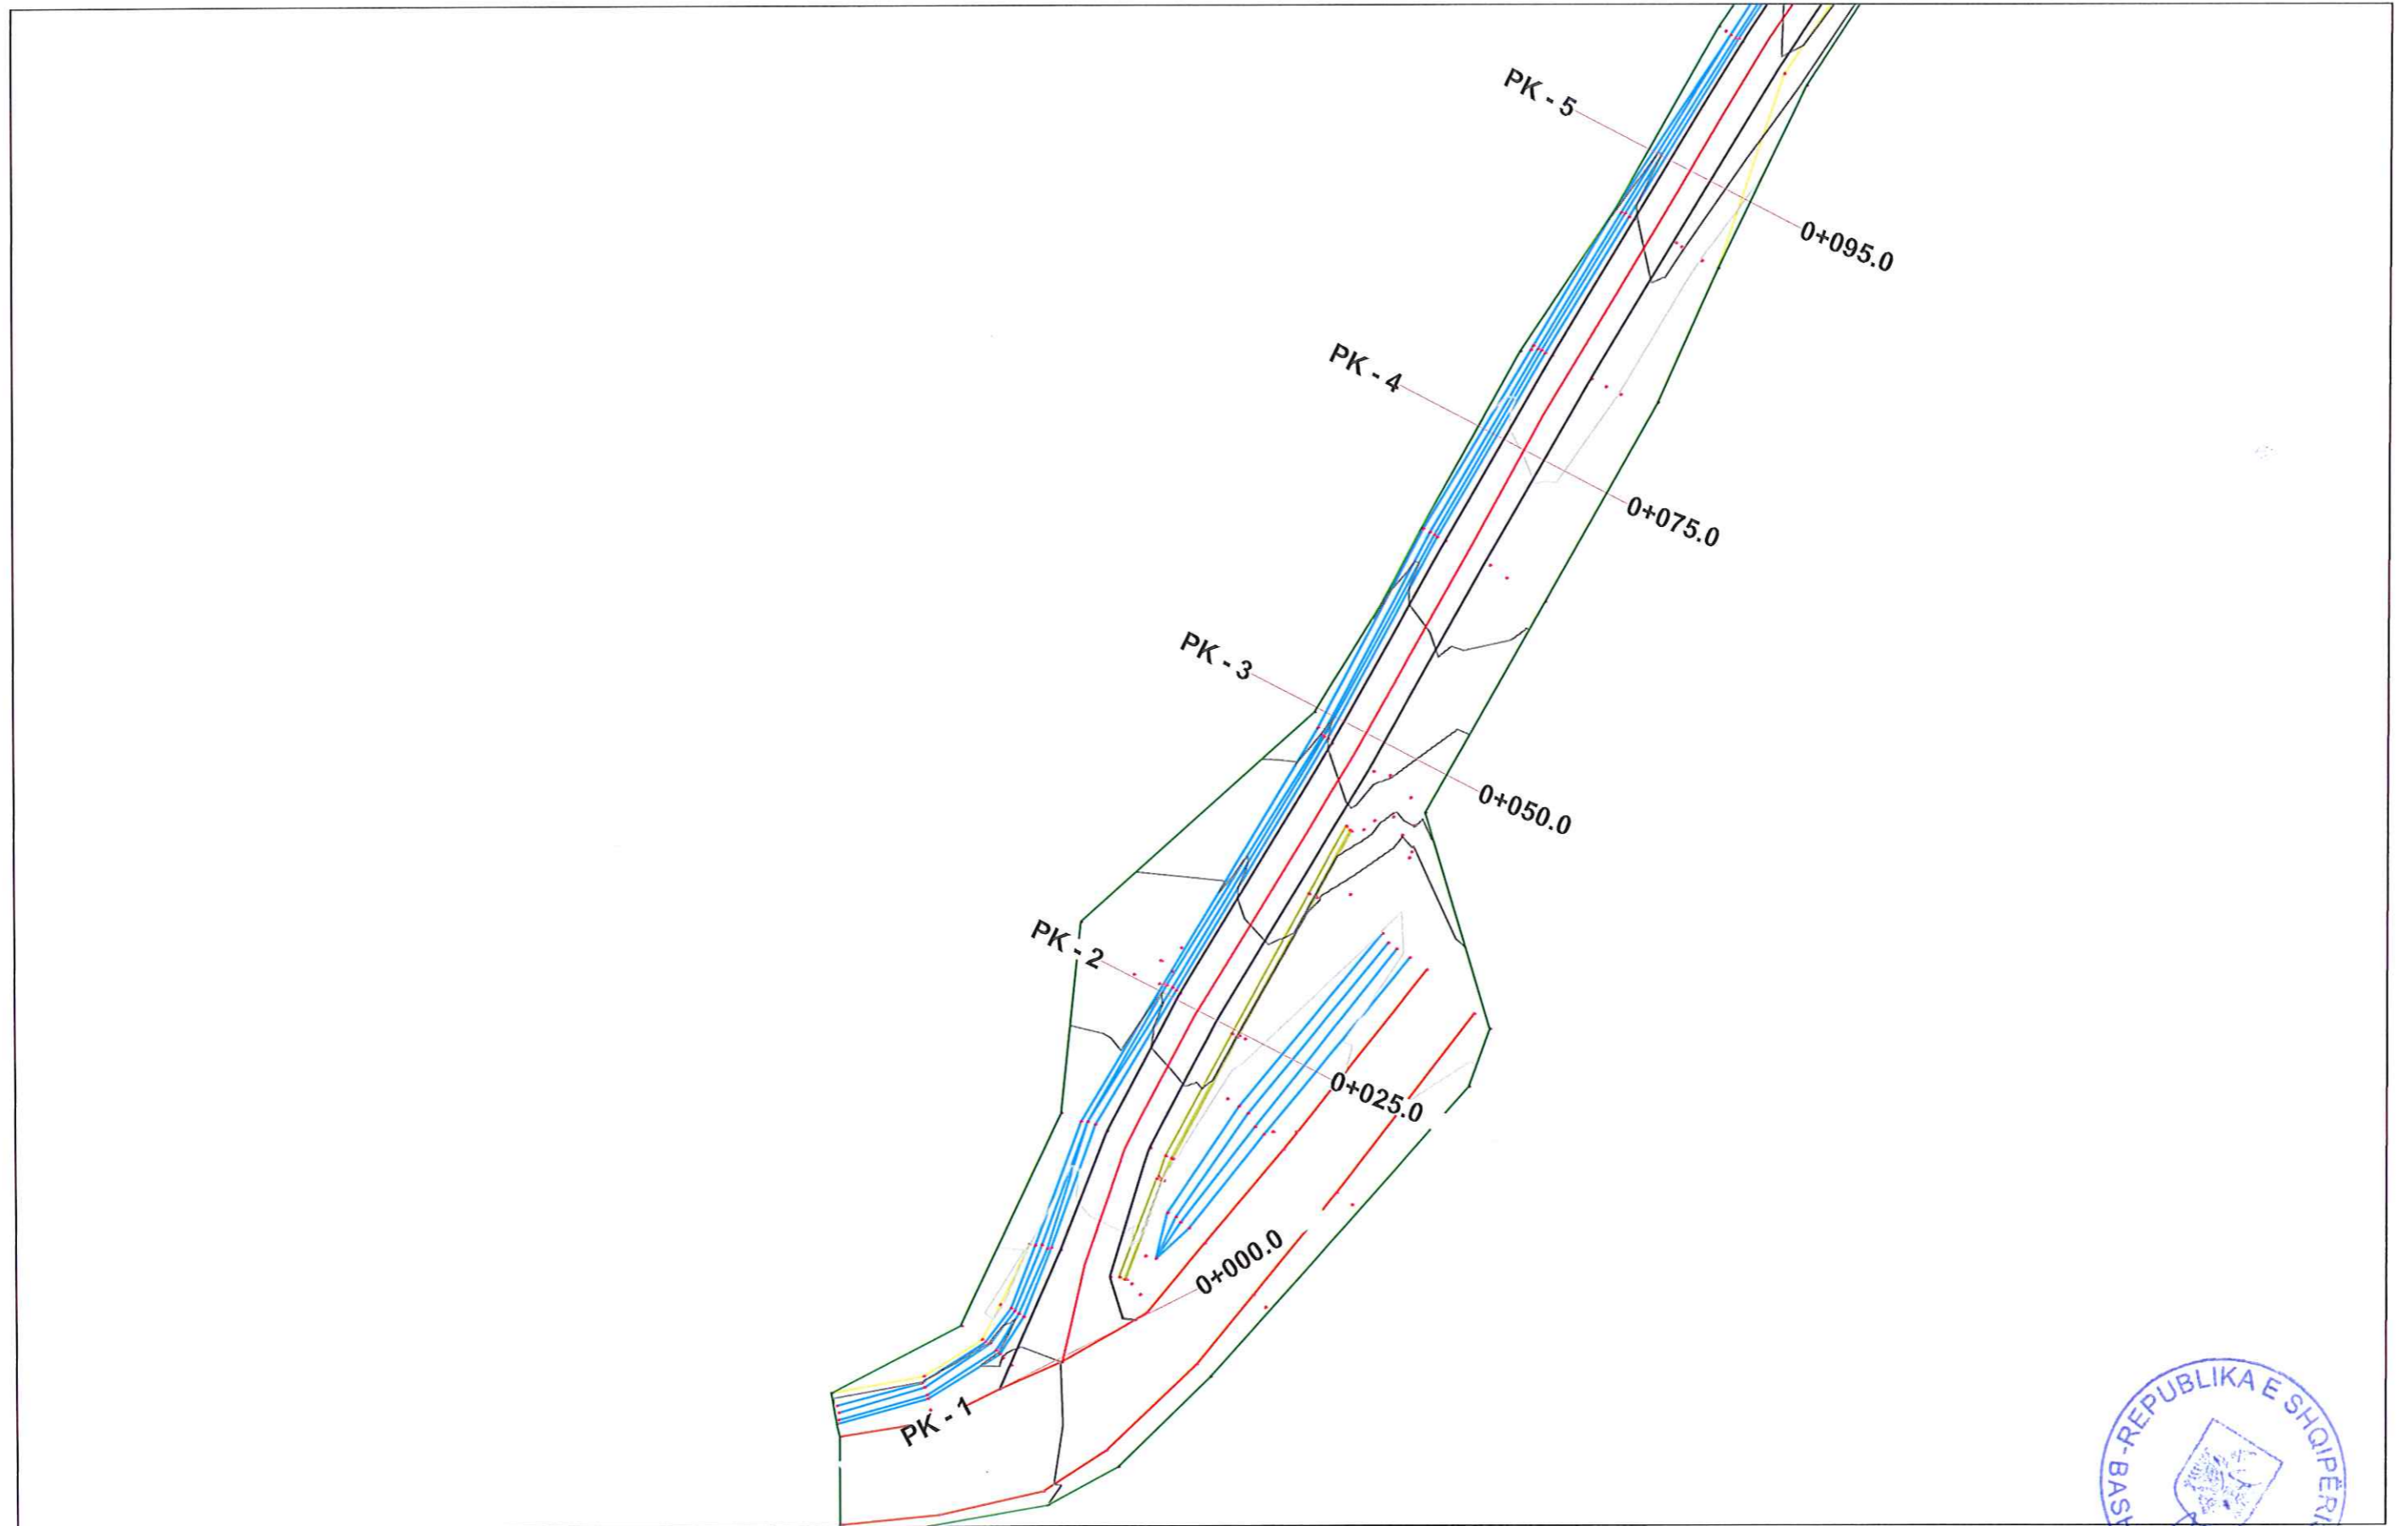 PK - 5
0+095.0
PK - 4
0+075.0
PK - 3
0+050.0
PK - 2
0+025.0
0+000.0
PK - 1
REPUBLIKA E SHQIPËRI